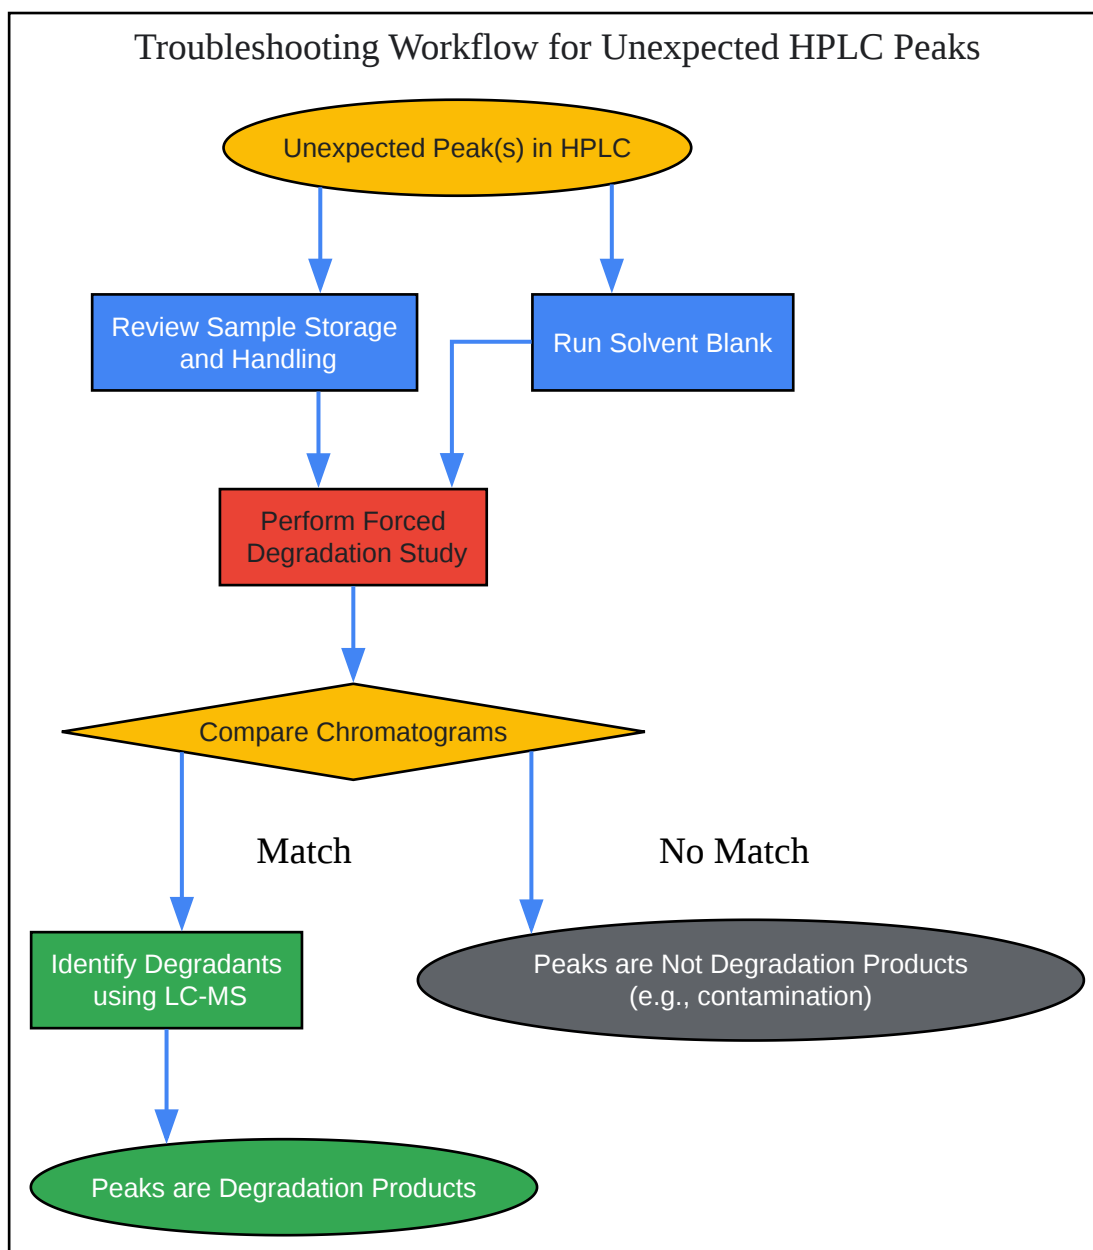 Troubleshooting Workflow for Unexpected HPLC Peaks
Unexpected Peak(s) in HPLC
Review Sample Storage
and Handling
Run Solvent Blank
Perform Forced
Degradation Study
Compare Chromatograms
Match
No Match
Identify Degradants
using LC-MS
Peaks are Not Degradation Products
(e.g., contamination)
Peaks are Degradation Products